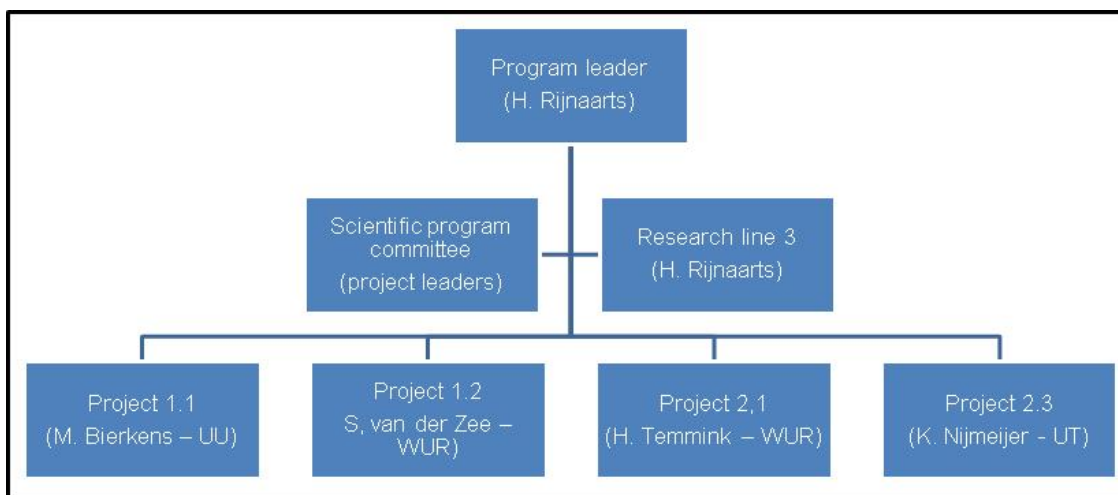 Program leader
(H. Rijnaarts)
Scientific program
committee
(project leaders)
Research line 3
(H. Rijnaarts)
Project 1.1
(M. Bierkens – UU)
Project 1.2
S, van der Zee –
WUR)
Project 2,1
(H. Temmink – WUR)
Project 2.3
(K. Nijmeijer - UT)